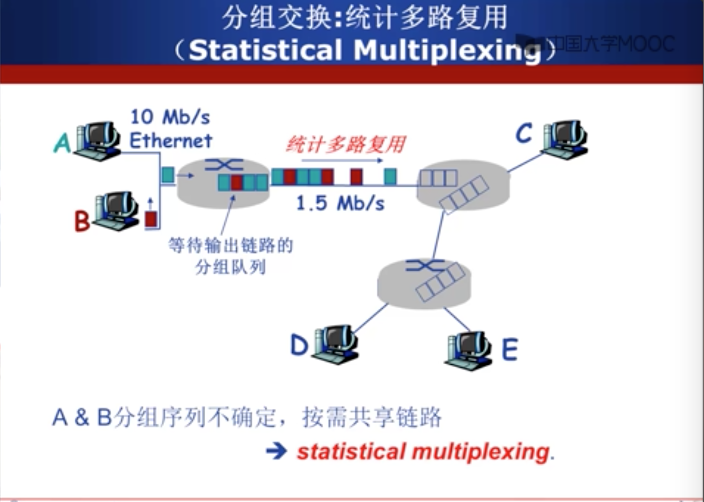 分组交换:统计多路复用
（Statistical Multiplexing）
中国大学MOOC
10 Mb/s
A
Ethernet
统计多路复用
C
B
1.5 Mb/s
等待输出链路的
分组队列
D
E
A & B分组序列不确定，按需共享链路
➔ statistical multiplexing.